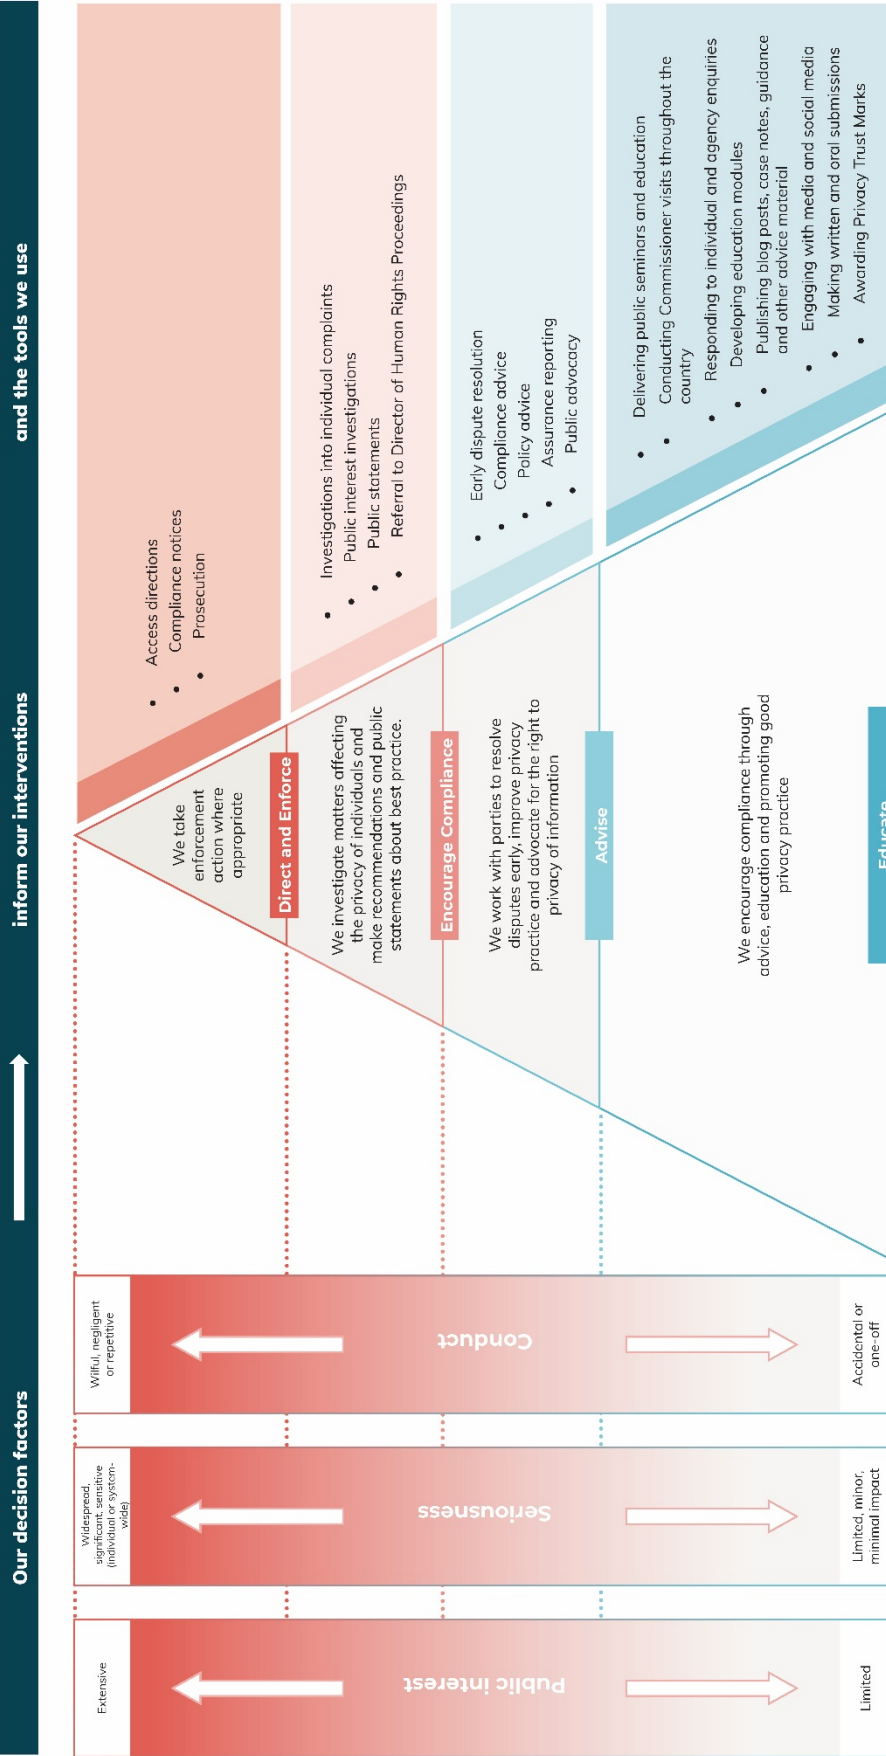 Our decision factors
inform our interventions
and the tools we use
Extensive
Public interest
Limited
Widespread,
significant, sensitive
(individual or system-
wide)
Seriousness
Limited, minor,
minimal impact
Wilful, negligent
or repetitive
Conduct
Accidental or
one-off
We take
enforcement
action where
appropriate
Direct and Enforce
We investigate matters affecting
the privacy of individuals and
make recommendations and public
statements about best practice.
Encourage Compliance
We work with parties to resolve
disputes early, improve privacy
practice and advocate for the right to
privacy of information
Advise
We encourage compliance through
advice, education and promoting good
privacy practice
Educate
• Access directions
• Compliance notices
• Prosecution
• Investigations into individual complaints
• Public interest investigations
• Public statements
• Referral to Director of Human Rights Proceedings
• Early dispute resolution
• Compliance advice
• Policy advice
• Assurance reporting
• Public advocacy
• Delivering public seminars and education
• Conducting Commissioner visits throughout the
country
• Responding to individual and agency enquiries
• Developing education modules
• Publishing blog posts, case notes, guidance
and other advice material
• Engaging with media and social media
• Making written and oral submissions
• Awarding Privacy Trust Marks